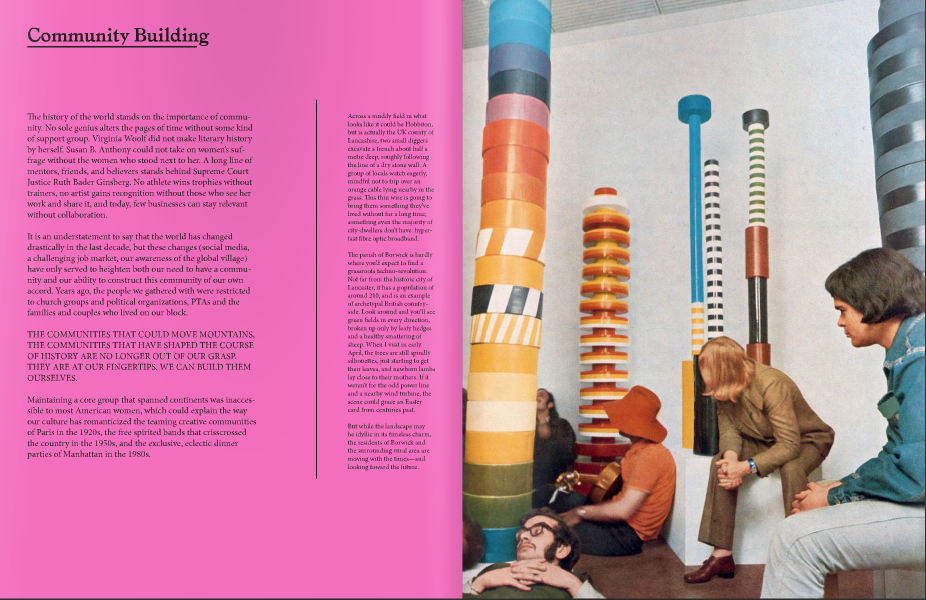 Community Building
The history of the world stands on the importance of commu-
nity. No sole genius alters the pages of time without some kind
of support group. Virginia Woolf did not make literary history
by herself. Susan B. Anthony could not take on women's suf-
frage without the women who stood next to her. A long line of
mentors, friends, and believers stands behind Supreme Court
Justice Ruth Bader Ginsberg. No athlete wins trophies without
trainers, no artist gains recognition without those who see her
work and share it, and today, few businesses can stay relevant
without collaboration.
It is an understatement to say that the world has changed
drastically in the last decade, but these changes (social media,
a challenging job market, our awareness of the global village)
have only served to heighten both our need to have a commu-
nity and our ability to construct this community of our own
accord. Years ago, the people we gathered with were restricted
to church groups and political organizations, PTAs and the
families and couples who lived on our block.
THE COMMUNITIES THAT COULD MOVE MOUNTAINS,
THE COMMUNITIES THAT HAVE SHAPED THE COURSE
OF HISTORY ARE NO LONGER OUT OF OUR GRASP.
THEY ARE AT OUR FINGERTIPS. WE CAN BUILD THEM
OURSELVES.
Maintaining a core group that spanned continents was inacces-
sible to most American women, which could explain the way
our culture has romanticized the teaming creative communities
of Paris in the 1920s, the free spirited bands that crisscrossed
the country in the 1950s, and the exclusive, eclectic dinner
parties of Manhattan in the 1980s.
Across a muddy field in what
looks like it could be Hobbiton,
but is actually the UK county of
Lancashire, two small diggers
excavate a trench about half a
metre deep, roughly following
the line of a dry stone wall. A
group of locals watch eagerly,
mindful not to trip over an
orange cable lying nearby in the
grass. This thin wire is going to
bring them something they've
lived without for a long time;
something even the majority of
city-dwellers don't have: hyper-
fast fibre optic broadband.
The parish of Borwick is hardly
where you'd expect to find a
grassroots techno-revolution.
Not far from the historic city of
Lancaster, it has a population of
around 210, and is an example
of archetypal British country-
side. Look around and you'll see
green fields in every direction,
broken up only by leafy hedges
and a healthy smattering of
sheep. When I visit in early
April, the trees are still spindly
silhouettes, just starting to get
their leaves, and newborn lambs
lay close to their mothers. If it
weren't for the odd power line
and a nearby wind turbine, the
scene could grace an Easter
card from centuries past.
But while the landscape may
be idyllic in its timeless charm,
the residents of Borwick and
the surrounding rural area are
moving with the times—and
looking toward the future.